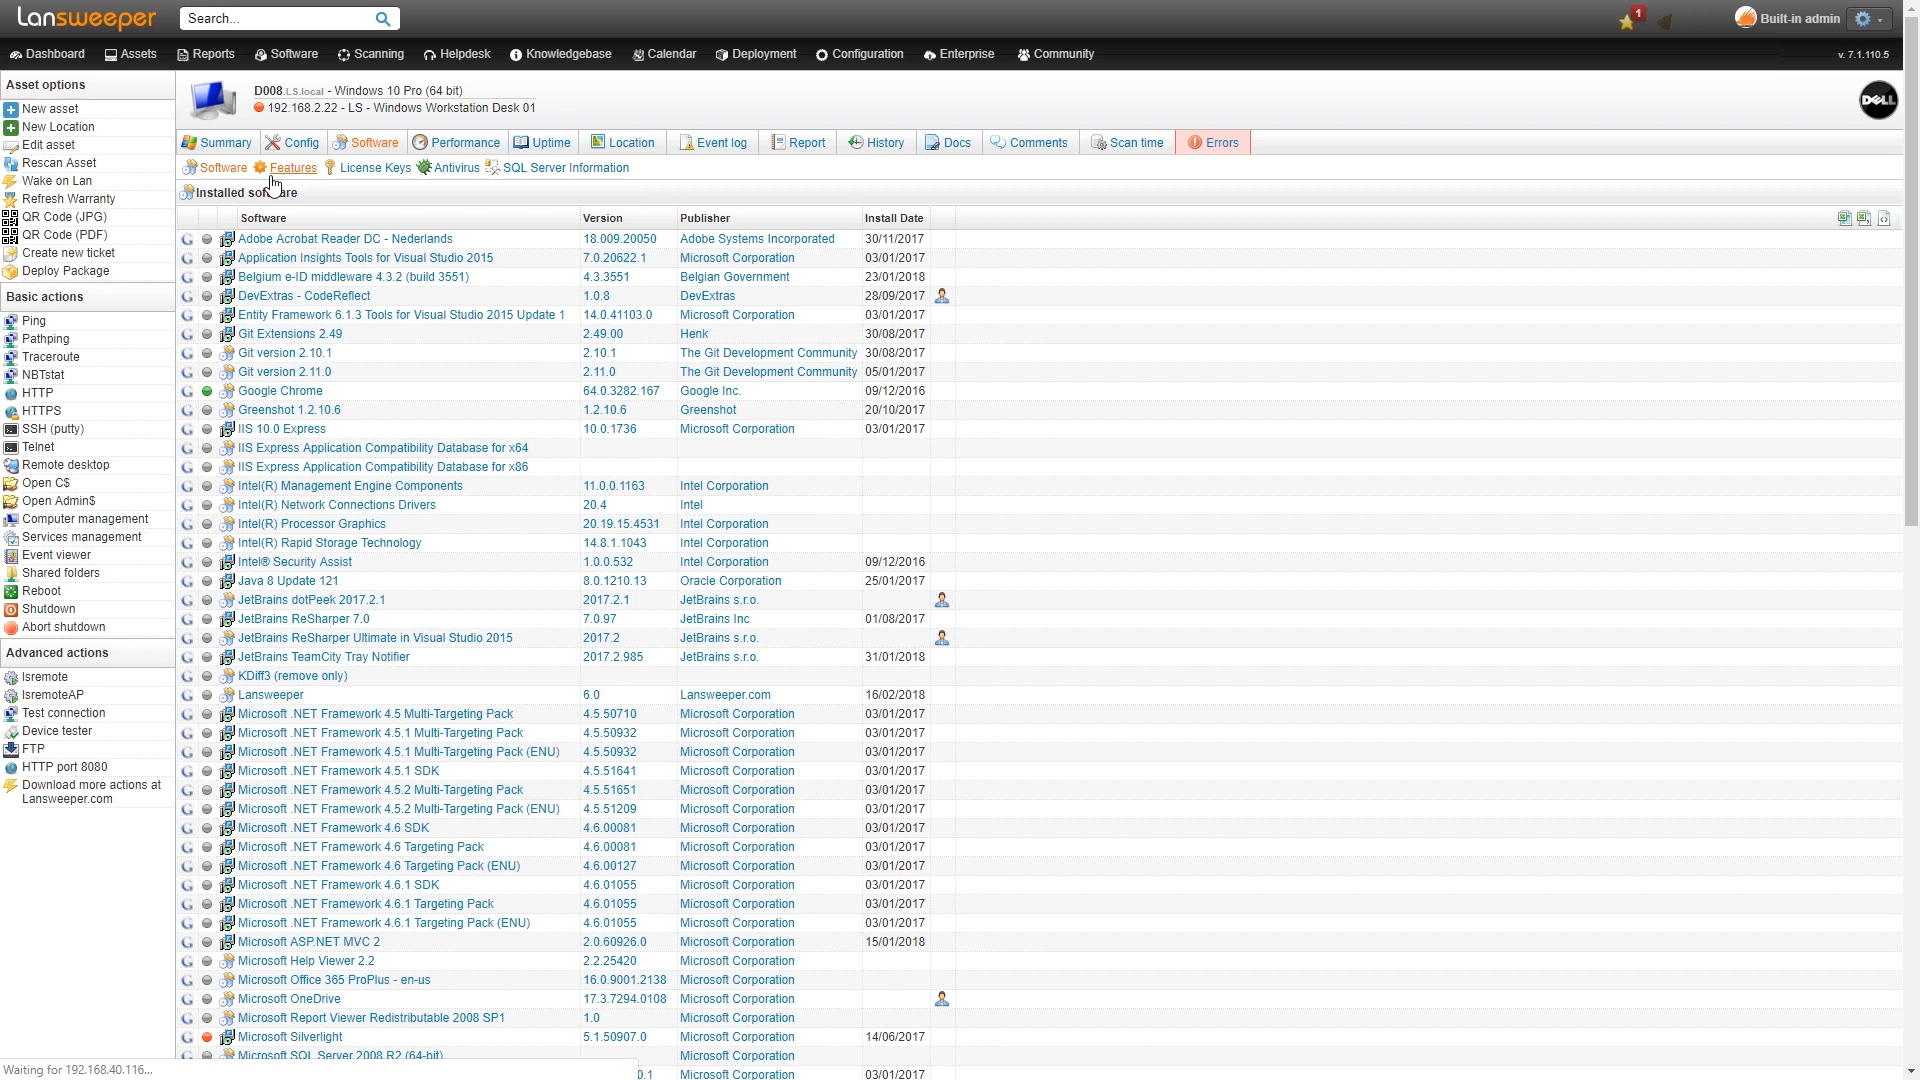 Lansweeper
Search...
1
Built-in admin
Dashboard Assets Reports Software Scanning Helpdesk Knowledgebase Calendar Deployment Configuration Enterprise Community
v. 7.1.110.5
Asset options
New asset
New Location
Edit asset
Rescan Asset
Wake on Lan
Refresh Warranty
QR Code (JPG)
QR Code (PDF)
Create new ticket
Deploy Package
Basic actions
Ping
Pathping
Traceroute
NBTstat
HTTP
HTTPS
SSH (putty)
Telnet
Remote desktop
Open C$
Open Admin$
Computer management
Services management
Event viewer
Shared folders
Reboot
Shutdown
Abort shutdown
Advanced actions
lsremote
lsremoteAP
Test connection
Device tester
FTP
HTTP port 8080
Download more actions at
Lansweeper.com
D008.LS.local - Windows 10 Pro (64 bit)
192.168.2.22 - LS - Windows Workstation Desk 01
DELL
Summary Config Software Performance Uptime Location Event log Report History Docs Comments Scan time Errors
Software Features License Keys Antivirus SQL Server Information
Installed software
Software Version Publisher Install Date
Adobe Acrobat Reader DC - Nederlands 18.009.20050 Adobe Systems Incorporated 30/11/2017
Application Insights Tools for Visual Studio 2015 7.0.20622.1 Microsoft Corporation 03/01/2017
Belgium e-ID middleware 4.3.2 (build 3551) 4.3.3551 Belgian Government 23/01/2018
DevExtras - CodeReflect 1.0.8 DevExtras 28/09/2017
Entity Framework 6.1.3 Tools for Visual Studio 2015 Update 1 14.0.41103.0 Microsoft Corporation 03/01/2017
Git Extensions 2.49 2.49.00 Henk 30/08/2017
Git version 2.10.1 2.10.1 The Git Development Community 30/08/2017
Git version 2.11.0 2.11.0 The Git Development Community 05/01/2017
Google Chrome 64.0.3282.167 Google Inc. 09/12/2016
Greenshot 1.2.10.6 1.2.10.6 Greenshot 20/10/2017
IIS 10.0 Express 10.0.1736 Microsoft Corporation 03/01/2017
IIS Express Application Compatibility Database for x64
IIS Express Application Compatibility Database for x86
Intel(R) Management Engine Components 11.0.0.1163 Intel Corporation
Intel(R) Network Connections Drivers 20.4 Intel
Intel(R) Processor Graphics 20.19.15.4531 Intel Corporation
Intel(R) Rapid Storage Technology 14.8.1.1043 Intel Corporation
Intel® Security Assist 1.0.0.532 Intel Corporation 09/12/2016
Java 8 Update 121 8.0.1210.13 Oracle Corporation 25/01/2017
JetBrains dotPeek 2017.2.1 2017.2.1 JetBrains s.r.o.
JetBrains ReSharper 7.0 7.0.97 JetBrains Inc 01/08/2017
JetBrains ReSharper Ultimate in Visual Studio 2015 2017.2 JetBrains s.r.o.
JetBrains TeamCity Tray Notifier 2017.2.985 JetBrains s.r.o. 31/01/2018
KDiff3 (remove only)
Lansweeper 6.0 Lansweeper.com 16/02/2018
Microsoft .NET Framework 4.5 Multi-Targeting Pack 4.5.50710 Microsoft Corporation 03/01/2017
Microsoft .NET Framework 4.5.1 Multi-Targeting Pack 4.5.50932 Microsoft Corporation 03/01/2017
Microsoft .NET Framework 4.5.1 Multi-Targeting Pack (ENU) 4.5.50932 Microsoft Corporation 03/01/2017
Microsoft .NET Framework 4.5.1 SDK 4.5.51641 Microsoft Corporation 03/01/2017
Microsoft .NET Framework 4.5.2 Multi-Targeting Pack 4.5.51651 Microsoft Corporation 03/01/2017
Microsoft .NET Framework 4.5.2 Multi-Targeting Pack (ENU) 4.5.51209 Microsoft Corporation 03/01/2017
Microsoft .NET Framework 4.6 SDK 4.6.00081 Microsoft Corporation 03/01/2017
Microsoft .NET Framework 4.6 Targeting Pack 4.6.00081 Microsoft Corporation 03/01/2017
Microsoft .NET Framework 4.6 Targeting Pack (ENU) 4.6.00127 Microsoft Corporation 03/01/2017
Microsoft .NET Framework 4.6.1 SDK 4.6.01055 Microsoft Corporation 03/01/2017
Microsoft .NET Framework 4.6.1 Targeting Pack 4.6.01055 Microsoft Corporation 03/01/2017
Microsoft .NET Framework 4.6.1 Targeting Pack (ENU) 4.6.01055 Microsoft Corporation 03/01/2017
Microsoft ASP.NET MVC 2 2.0.60926.0 Microsoft Corporation 15/01/2018
Microsoft Help Viewer 2.2 2.2.25420 Microsoft Corporation
Microsoft Office 365 ProPlus - en-us 16.0.9001.2138 Microsoft Corporation
Microsoft OneDrive 17.3.7294.0108 Microsoft Corporation
Microsoft Report Viewer Redistributable 2008 SP1 1.0 Microsoft Corporation
Microsoft Silverlight 5.1.50907.0 Microsoft Corporation 14/06/2017
Microsoft SQL Server 2008 R2 (64-bit) Microsoft Corporation
0.1 Microsoft Corporation 03/01/2017
Waiting for 192.168.40.116...